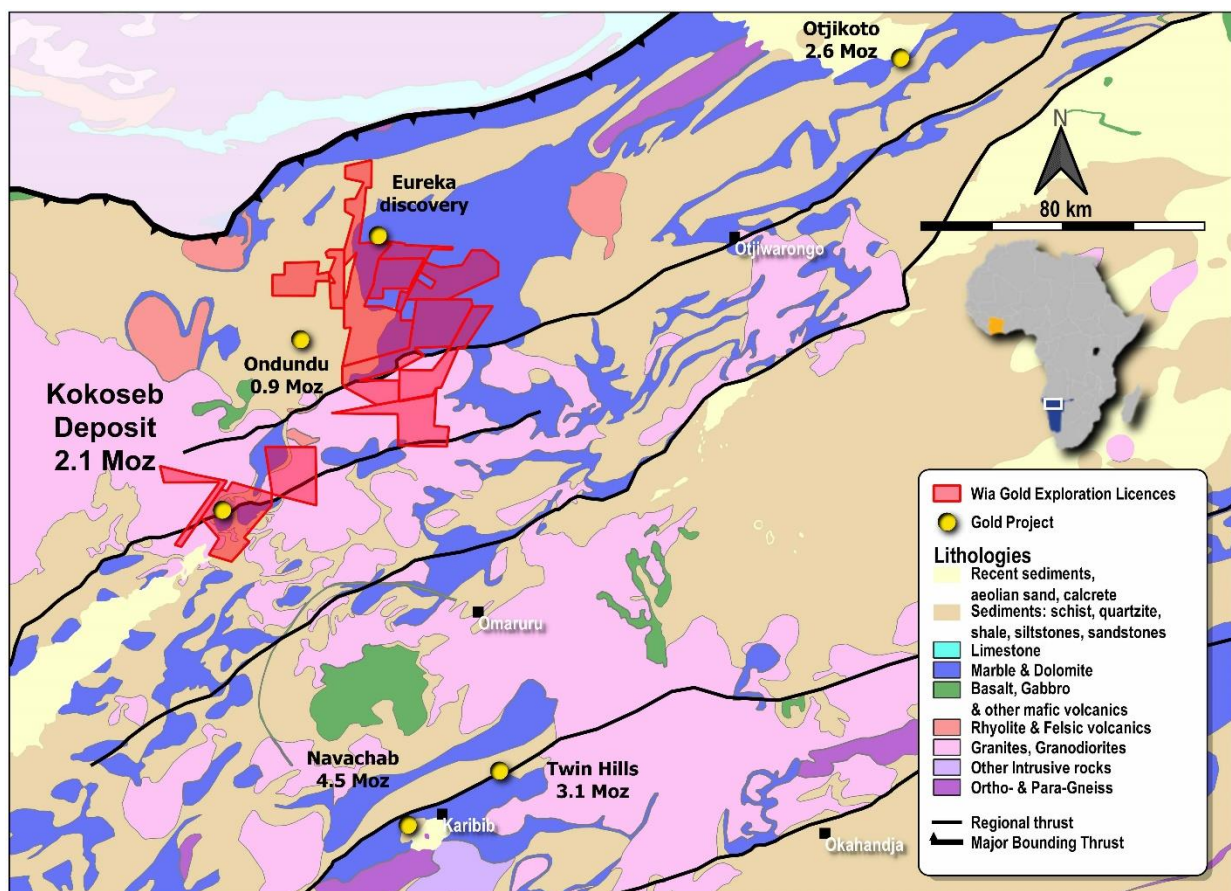 Otjikoto
2.6 Moz
N
Eureka
discovery
80 km
Otjiwarongo
Ondundu
0.9 Moz
Kokoseb
Deposit
2.1 Moz
Omaruru
Navachab
4.5 Moz
Twin Hills
3.1 Moz
Karibib
Okahandja
Wia Gold Exploration Licences
Gold Project
Lithologies
Recent sediments,
aeolian sand, calcrete
Sediments: schist, quartzite,
shale, siltstones, sandstones
Limestone
Marble & Dolomite
Basalt, Gabbro
& other mafic volcanics
Rhyolite & Felsic volcanics
Granites, Granodiorites
Other Intrusive rocks
Ortho- & Para-Gneiss
Regional thrust
Major Bounding Thrust